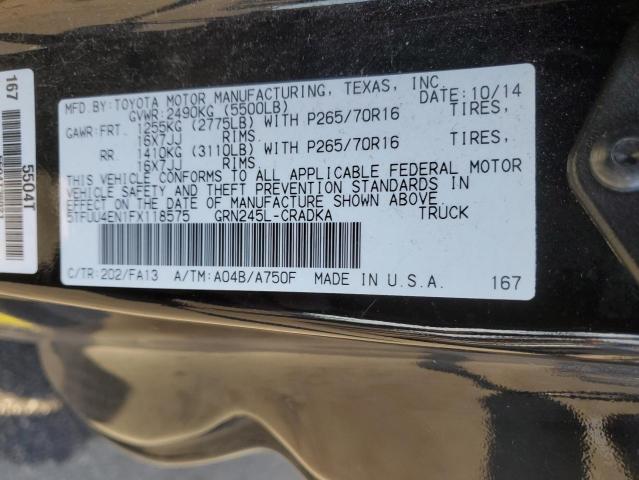 MFD.BY:TOYOTA MOTOR MANUFACTURING, TEXAS, INC. DATE:10/14
GVWR:2490KG (5500LB)
GAWR:FRT. 1255KG (2775LB) WITH P265/70R16 TIRES,
16X7JJ RIMS
RR. 1410KG (3110LB) WITH P265/70R16 TIRES,
16X7JJ RIMS
THIS VEHICLE CONFORMS TO ALL APPLICABLE FEDERAL MOTOR
VEHICLE SAFETY AND THEFT PREVENTION STANDARDS IN
EFFECT ON THE DATE OF MANUFACTURE SHOWN ABOVE.
5TFUU4EN1FX118575 GRN245L-CRADKA TRUCK
C/TR:202/FA13 A/TM:A04B/A750F MADE IN U.S.A. 167
167
5504T